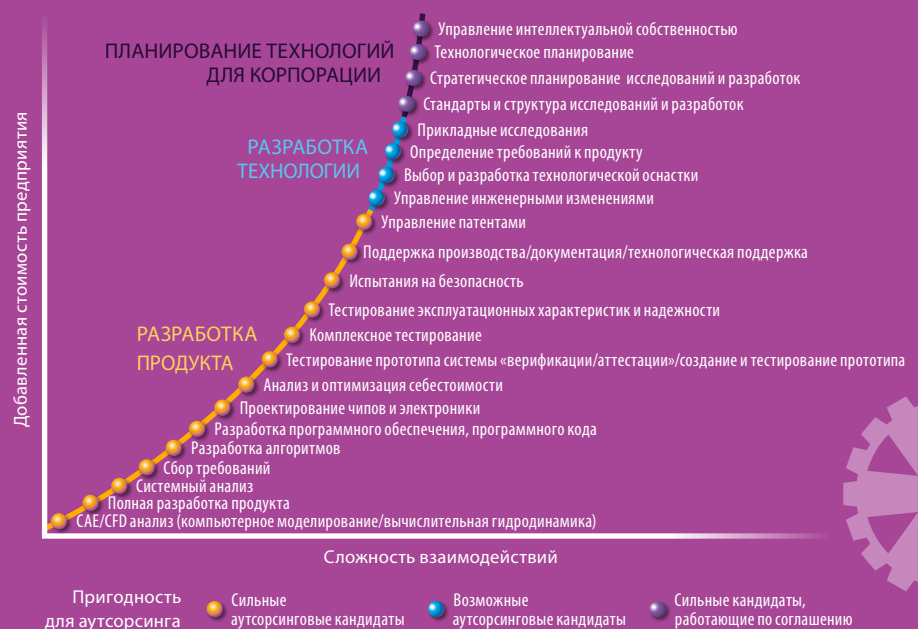 Управление интеллектуальной собственностью
ПЛАНИРОВАНИЕ ТЕХНОЛОГИЙ
ДЛЯ КОРПОРАЦИИ
Технологическое планирование
Стратегическое планирование исследований и разработок
Стандарты и структура исследований и разработок
Прикладные исследования
РАЗРАБОТКА
ТЕХНОЛОГИИ
Определение требований к продукту
Выбор и разработка технологической оснастки
Управление инженерными изменениями
Управление патентами
Поддержка производства/документация/технологическая поддержка
Испытания на безопасность
Тестирование эксплуатационных характеристик и надежности
РАЗРАБОТКА
ПРОДУКТА
Комплексное тестирование
Тестирование прототипа системы «верификации/аттестации»/создание и тестирование прототипа
Анализ и оптимизация себестоимости
Проектирование чипов и электроники
Разработка программного обеспечения, программного кода
Разработка алгоритмов
Сбор требований
Системный анализ
Полная разработка продукта
CAE/CFD анализ (компьютерное моделирование/вычислительная гидродинамика)
Добавленная стоимость предприятия
Сложность взаимодействий
Пригодность
для аутсорсинга
Сильные
аутсорсинговые кандидаты
Возможные
аутсорсинговые кандидаты
Сильные кандидаты,
работающие по соглашению